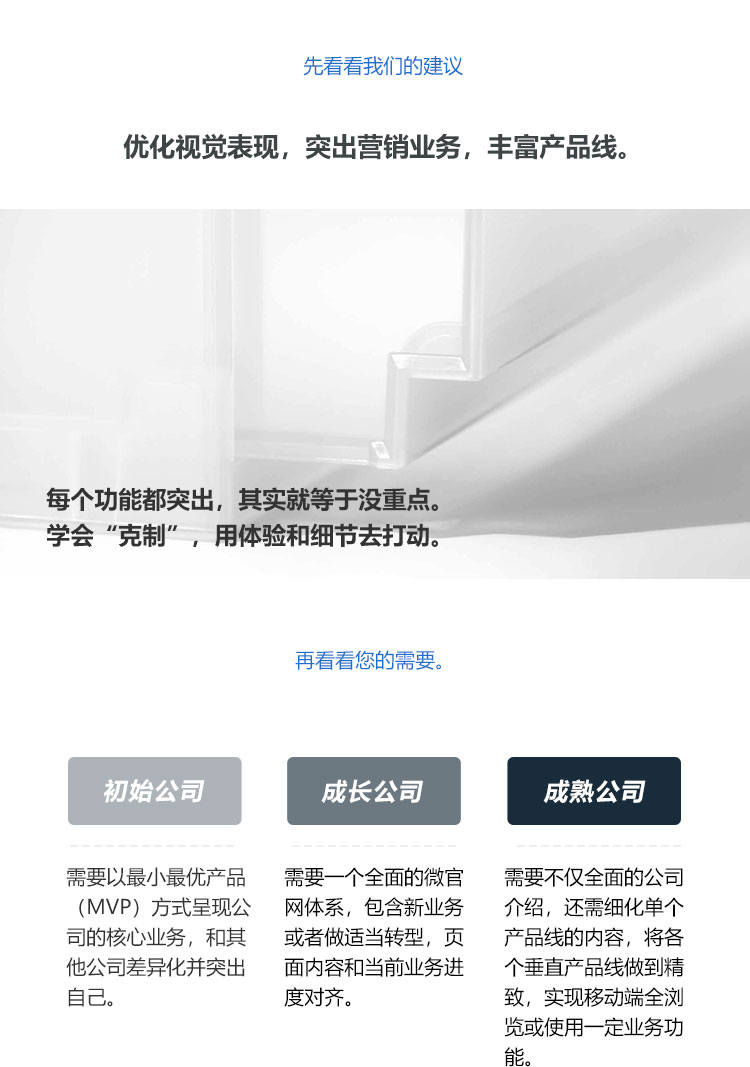 先看看我们的建议
优化视觉表现，突出营销业务，丰富产品线。
每个功能都突出，其实就等于没重点。
学会“克制”，用体验和细节去打动。
再看看您的需要。
初始公司
需要以最小最优产品
（MVP）方式呈现公
司的核心业务，和其
他公司差异化并突出
自己。
成长公司
需要一个全面的微官
网体系，包含新业务
或者做适当转型，页
面内容和当前业务进
度对齐。
成熟公司
需要不仅全面的公司
介绍，还需细化单个
产品线的内容，将各
个垂直产品线做到精
致，实现移动端全浏
览或使用一定业务功
能。